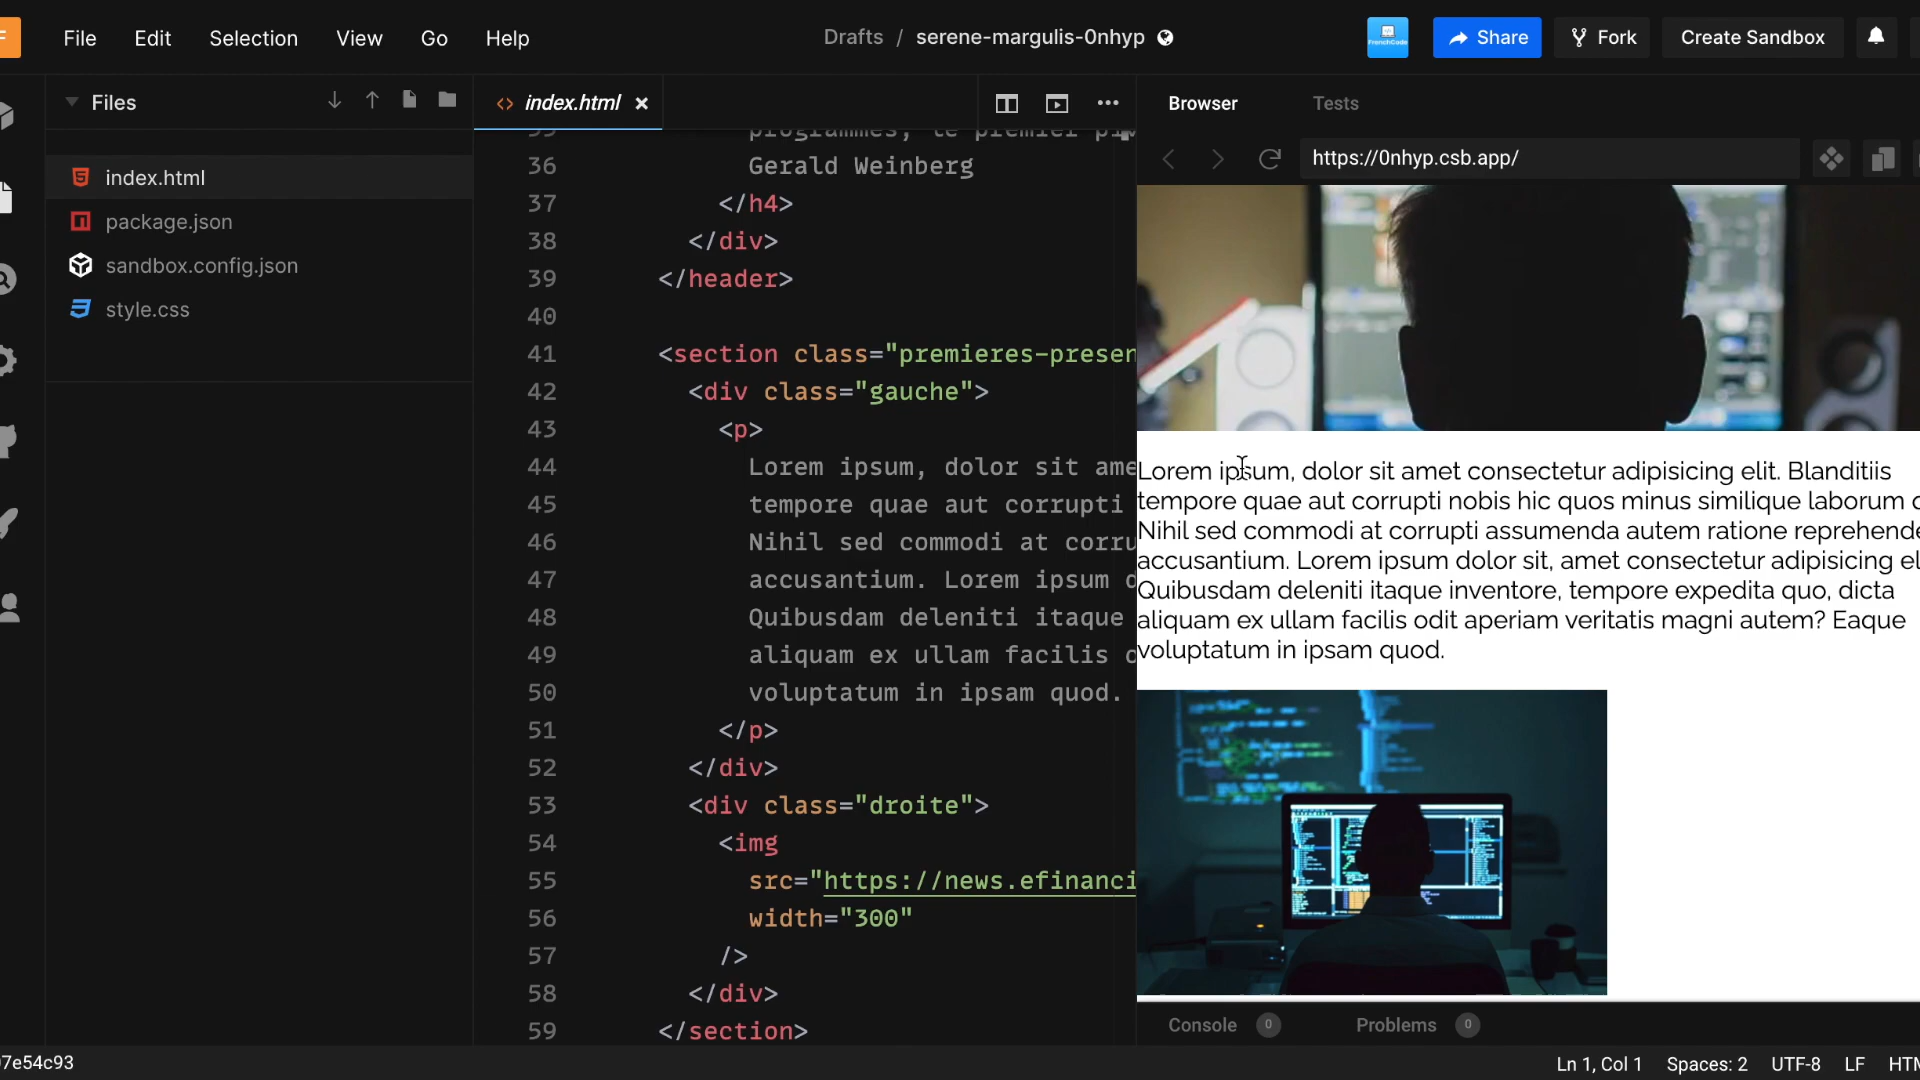 File Edit Selection View Go Help
Drafts / serene-margulis-0nhyp
FrenchCode
Share
Fork
Create Sandbox
Files
index.html
package.json
sandbox.config.json
style.css
index.html
35 programmes, le premier
36 Gerald Weinberg
37 </h4>
38 </div>
39 </header>
40
41 <section class="premieres-presen
42 <div class="gauche">
43 <p>
44 Lorem ipsum, dolor sit ame
45 tempore quae aut corrupti
46 Nihil sed commodi at corru
47 accusantium. Lorem ipsum
48 Quibusdam deleniti itaque
49 aliquam ex ullam facilis
50 voluptatum in ipsam quod.
51 </p>
52 </div>
53 <div class="droite">
54 <img
55 src="https://news.efinanci
56 width="300"
57 />
58 </div>
59 </section>
Browser Tests
https://0nhyp.csb.app/
Lorem ipsum, dolor sit amet consectetur adipisicing elit. Blanditiis
tempore quae aut corrupti nobis hic quos minus similique laborum
Nihil sed commodi at corrupti assumenda autem ratione reprehende
accusantium. Lorem ipsum dolor sit, amet consectetur adipisicing el
Quibusdam deleniti itaque inventore, tempore expedita quo, dicta
aliquam ex ullam facilis odit aperiam veritatis magni autem? Eaque
voluptatum in ipsam quod.
Console 0 Problems 0
7e54c93
Ln 1, Col 1 Spaces: 2 UTF-8 LF HTM